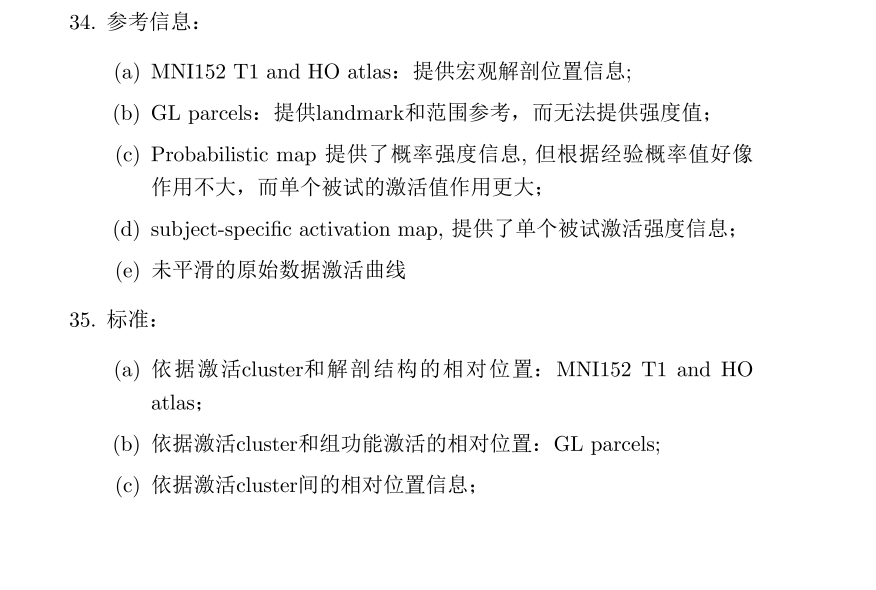 34. 参考信息：
(a) MNI152 T1 and HO atlas：提供宏观解剖位置信息;
(b) GL parcels：提供landmark和范围参考，而无法提供强度值；
(c) Probabilistic map 提供了概率强度信息, 但根据经验概率值好像
作用不大，而单个被试的激活值作用更大；
(d) subject-specific activation map, 提供了单个被试激活强度信息；
(e) 未平滑的原始数据激活曲线
35. 标准：
(a) 依据激活cluster和解剖结构的相对位置：MNI152 T1 and HO
atlas；
(b) 依据激活cluster和组功能激活的相对位置：GL parcels;
(c) 依据激活cluster间的相对位置信息；